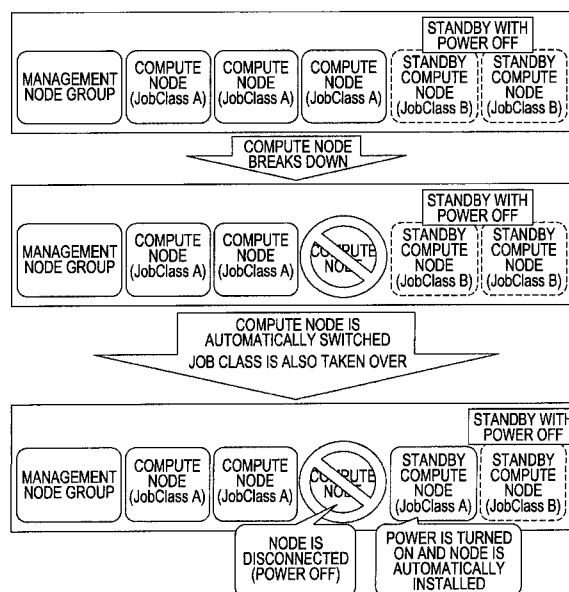 STANDBY WITH
POWER OFF
MANAGEMENT
NODE GROUP
COMPUTE
NODE
(JobClass A)
COMPUTE
NODE
(JobClass A)
COMPUTE
NODE
(JobClass A)
STANDBY
COMPUTE
NODE
(JobClass B)
STANDBY
COMPUTE
NODE
(JobClass B)
COMPUTE NODE
BREAKS DOWN
STANDBY WITH
POWER OFF
MANAGEMENT
NODE GROUP
COMPUTE
NODE
(JobClass A)
COMPUTE
NODE
(JobClass A)
COMPUTE
NODE
STANDBY
COMPUTE
NODE
(JobClass B)
STANDBY
COMPUTE
NODE
(JobClass B)
COMPUTE NODE IS
AUTOMATICALLY SWITCHED
JOB CLASS IS ALSO TAKEN OVER
STANDBY WITH
POWER OFF
MANAGEMENT
NODE GROUP
COMPUTE
NODE
(JobClass A)
COMPUTE
NODE
(JobClass A)
COMPUTE
NODE
STANDBY
COMPUTE
NODE
(JobClass A)
STANDBY
COMPUTE
NODE
(JobClass B)
NODE IS
DISCONNECTED
(POWER OFF)
POWER IS TURNED
ON AND NODE IS
AUTOMATICALLY
INSTALLED